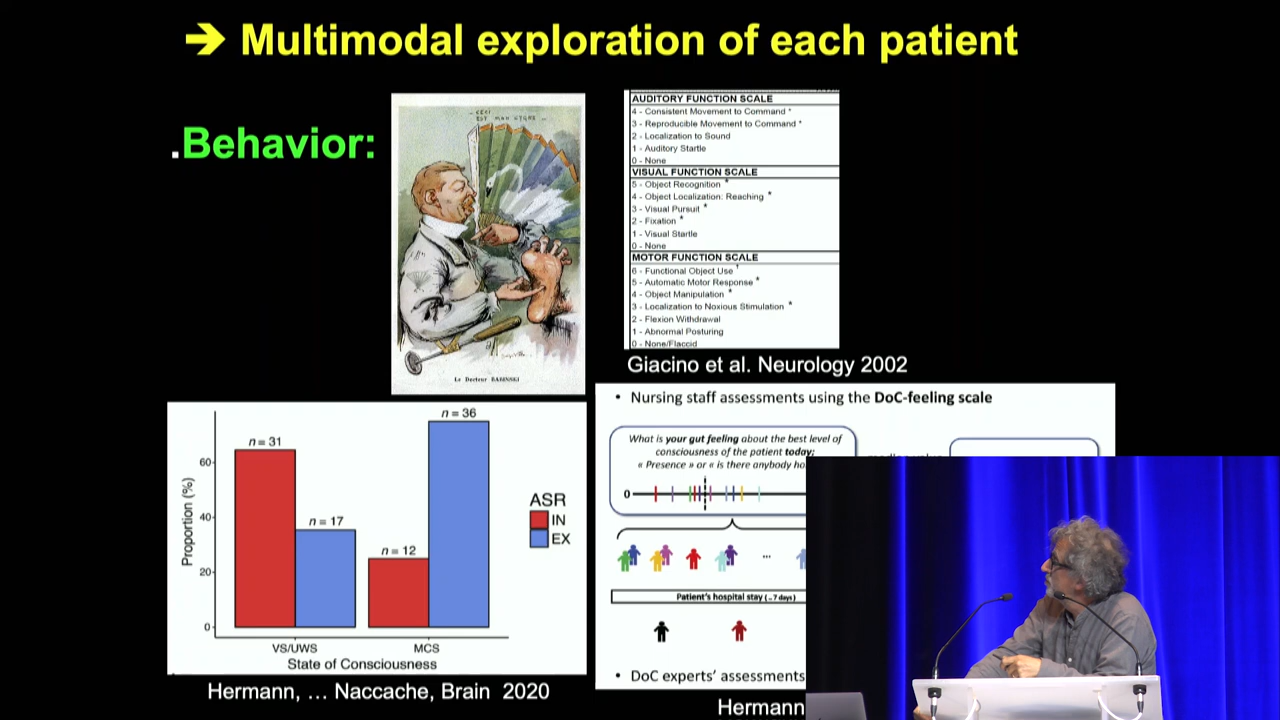 ➔ Multimodal exploration of each patient
.Behavior:
CECI
EST MON CYGNE
Le Docteur BABINSKI
AUDITORY FUNCTION SCALE
4 - Consistent Movement to Command *
3 - Reproducible Movement to Command *
2 - Localization to Sound
1 - Auditory Startle
0 - None
VISUAL FUNCTION SCALE
5 - Object Recognition *
4 - Object Localization: Reaching *
3 - Visual Pursuit *
2 - Fixation *
1 - Visual Startle
0 - None
MOTOR FUNCTION SCALE
6 - Functional Object Use †
5 - Automatic Motor Response *
4 - Object Manipulation *
3 - Localization to Noxious Stimulation *
2 - Flexion Withdrawal
1 - Abnormal Posturing
0 - None/Flaccid
Giacino et al. Neurology 2002
Proportion (%)
60
40
20
0
n = 31
n = 17
n = 12
n = 36
VS/UWS
MCS
State of Consciousness
ASR
IN
EX
Hermann, … Naccache, Brain 2020
• Nursing staff assessments using the DoC-feeling scale
What is your gut feeling about the best level of
consciousness of the patient today:
« Presence » or « is there anybody ho
0
...
Patient's hospital stay (~7 days)
• DoC experts' assessments
Hermann